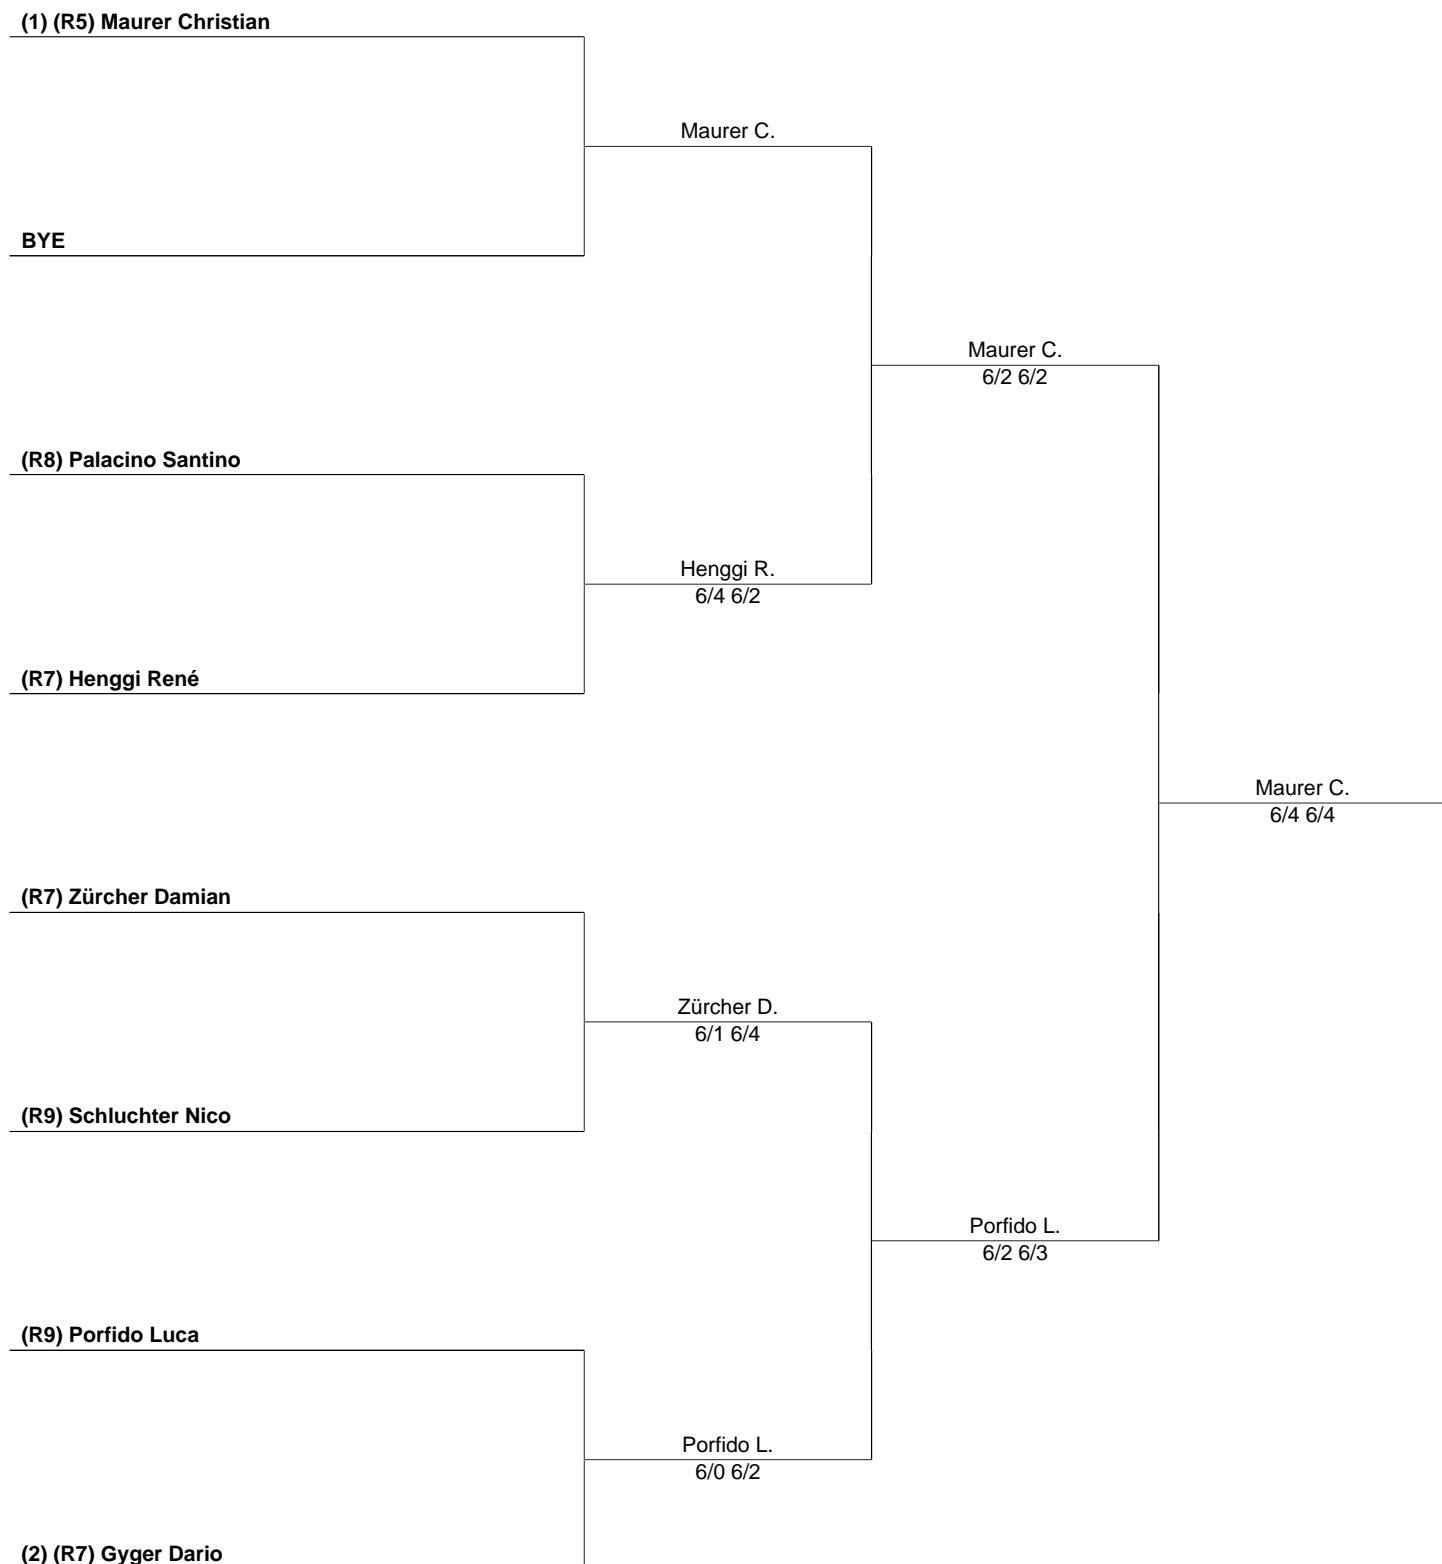 (1) (R5) Maurer Christian
Maurer C.
BYE
Maurer C.
6/2 6/2
(R8) Palacino Santino
Henggi R.
6/4 6/2
(R7) Henggi René
Maurer C.
6/4 6/4
(R7) Zürcher Damian
Zürcher D.
6/1 6/4
(R9) Schluchter Nico
Porfido L.
6/2 6/3
(R9) Porfido Luca
Porfido L.
6/0 6/2
(2) (R7) Gyger Dario